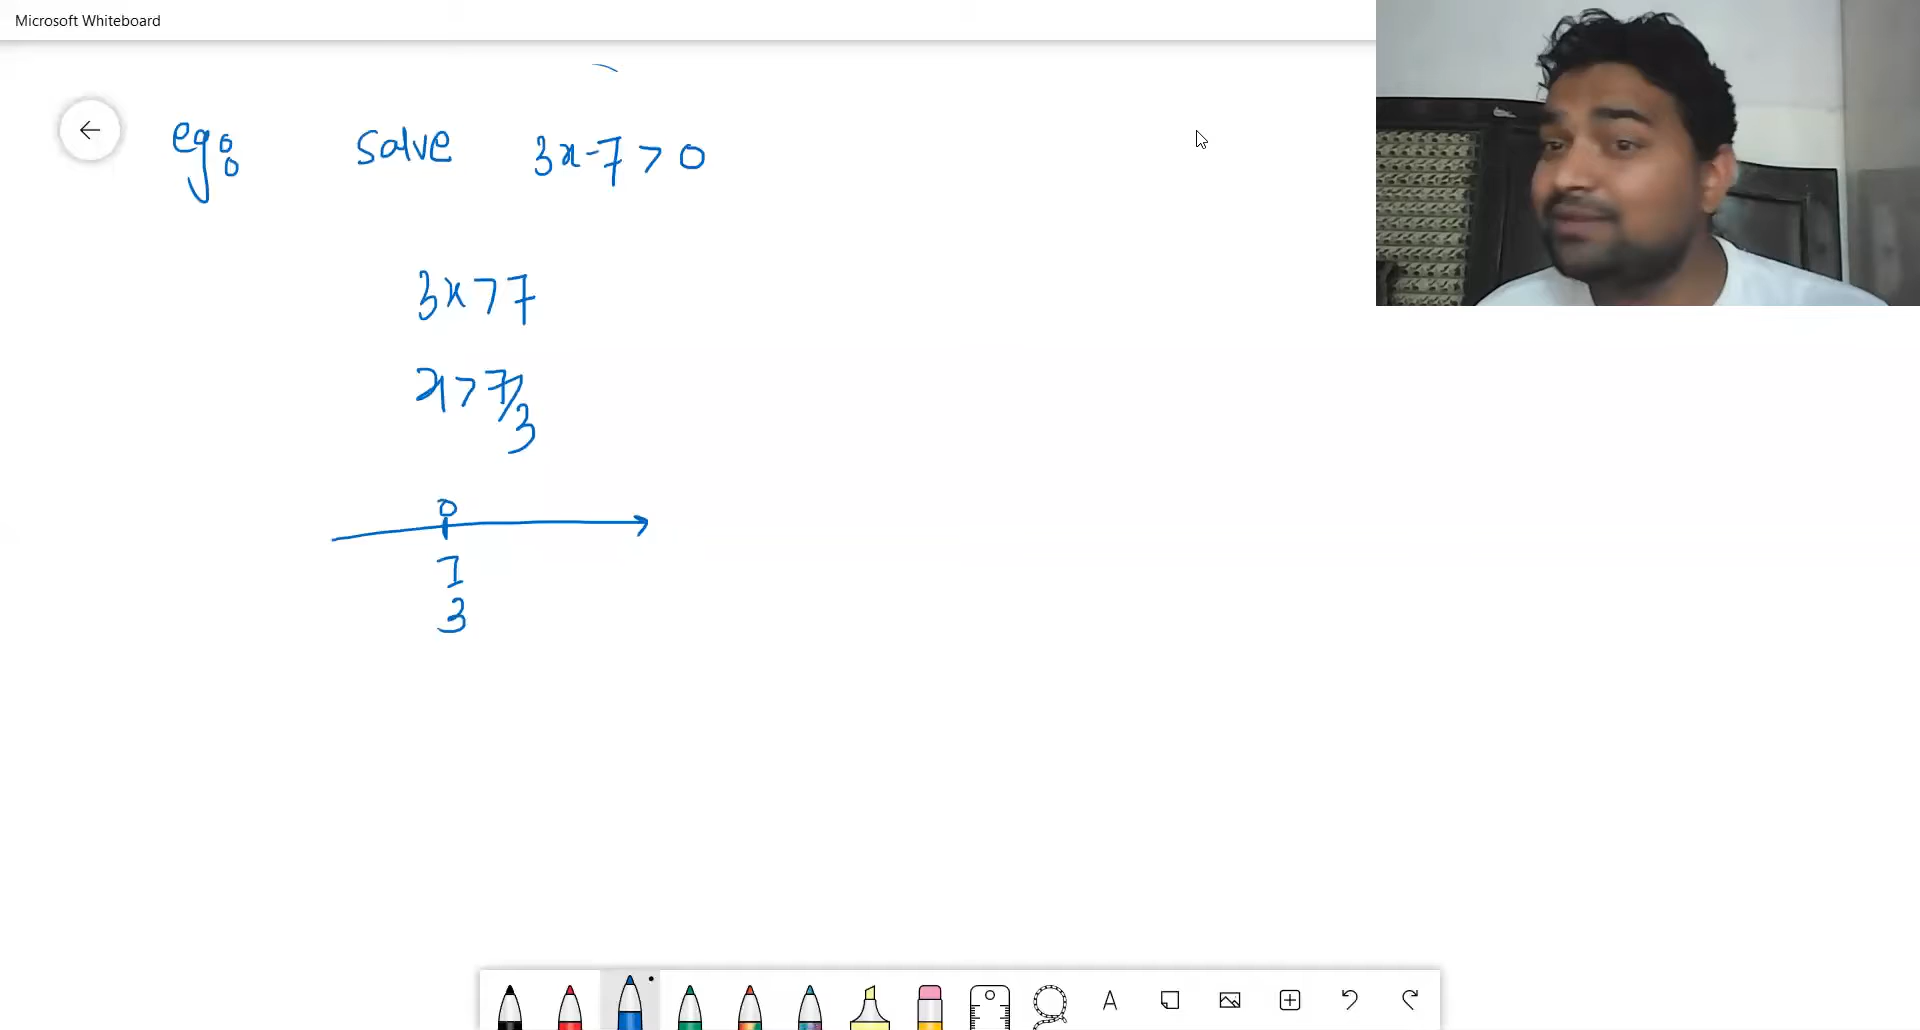 Microsoft Whiteboard
eg: solve 3x-7 > 0
3x > 7
x > 7/3
0
7
3
A